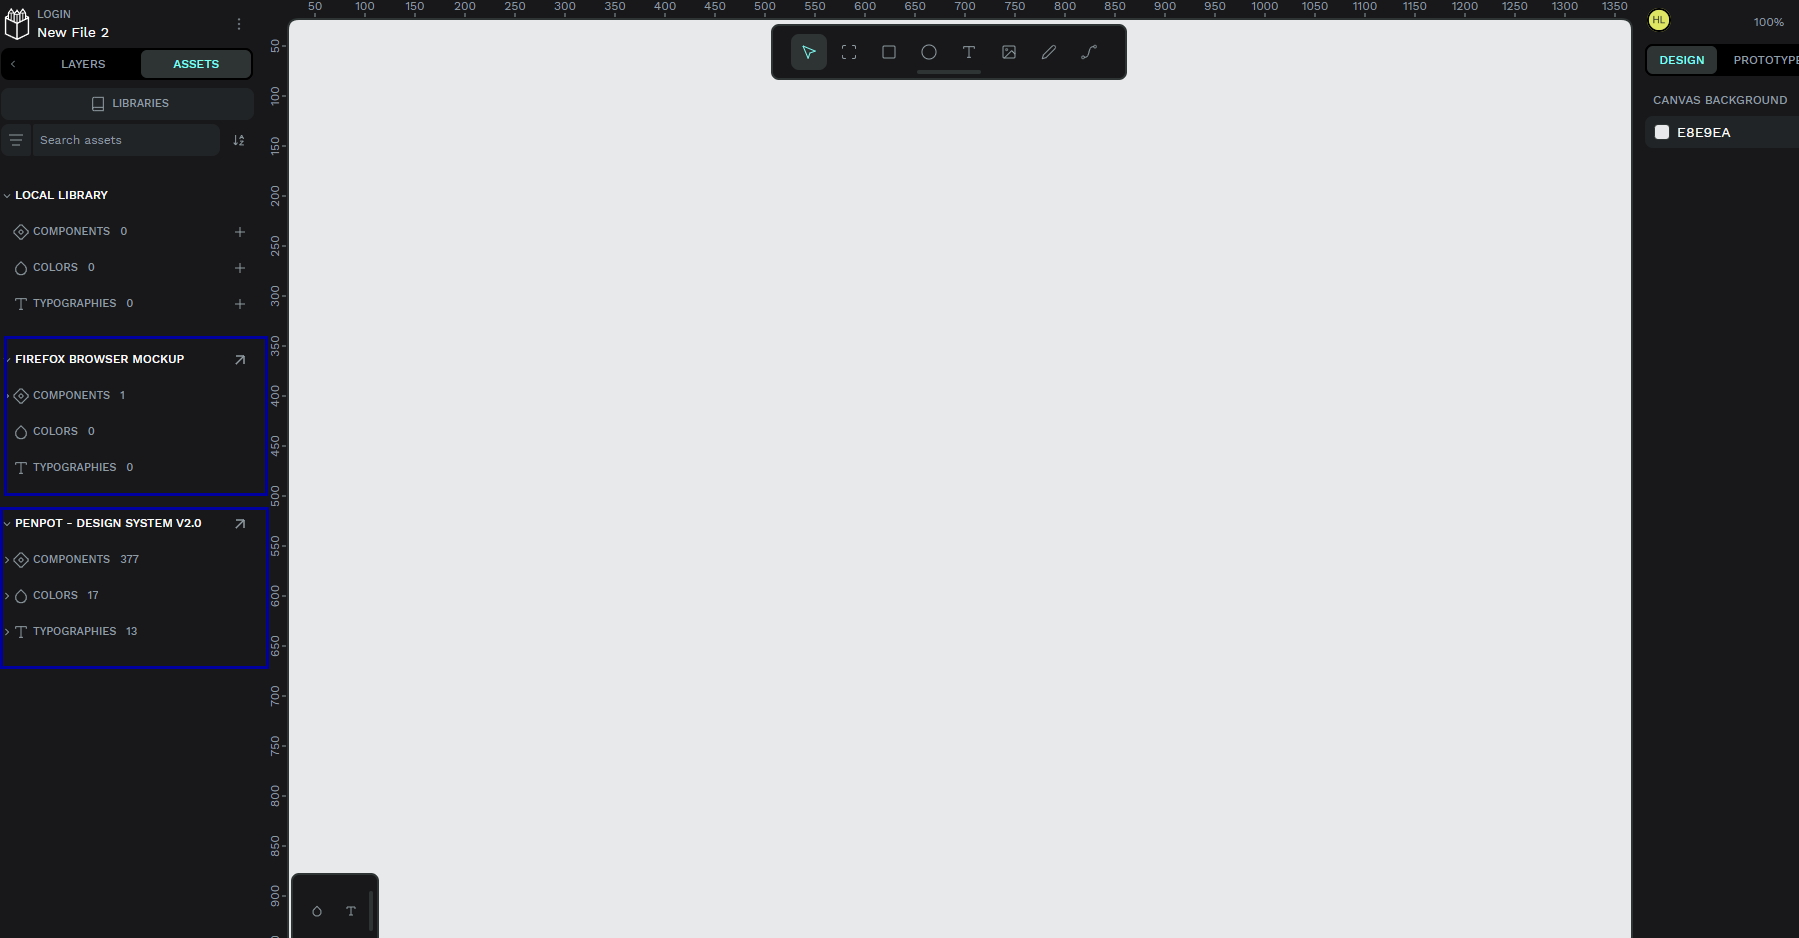 LOGIN
New File 2
LAYERS
ASSETS
LIBRARIES
Search assets
LOCAL LIBRARY
COMPONENTS 0
COLORS 0
TYPOGRAPHIES 0
FIREFOX BROWSER MOCKUP
COMPONENTS 1
COLORS 0
TYPOGRAPHIES 0
PENPOT - DESIGN SYSTEM V2.0
COMPONENTS 377
COLORS 17
TYPOGRAPHIES 13
50 100 150 200 250 300 350 400 450 500 550 600 650 700 750 800 850 900 950 1000 1050 1100 1150 1200 1250 1300 1350
50
100
150
200
250
300
350
400
450
500
550
600
650
700
750
800
850
900
HL
100%
DESIGN
PROTOTYPE
CANVAS BACKGROUND
E8E9EA